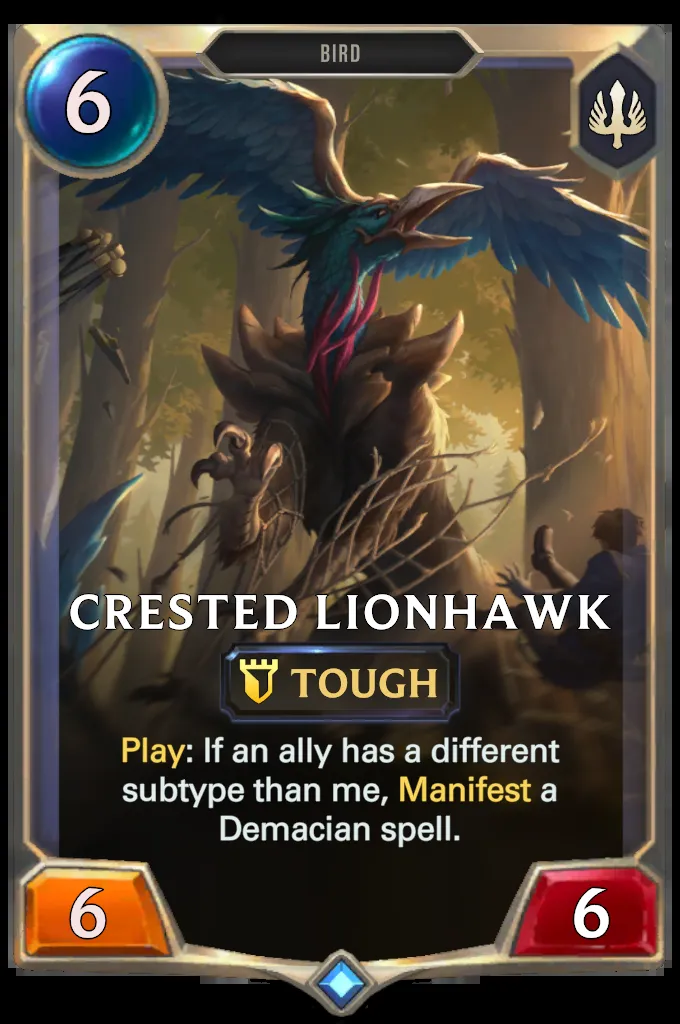 BIRD
6
CRESTED LIONHAWK
TOUGH
Play: If an ally has a different
subtype than me, Manifest a
Demacian spell.
6
6